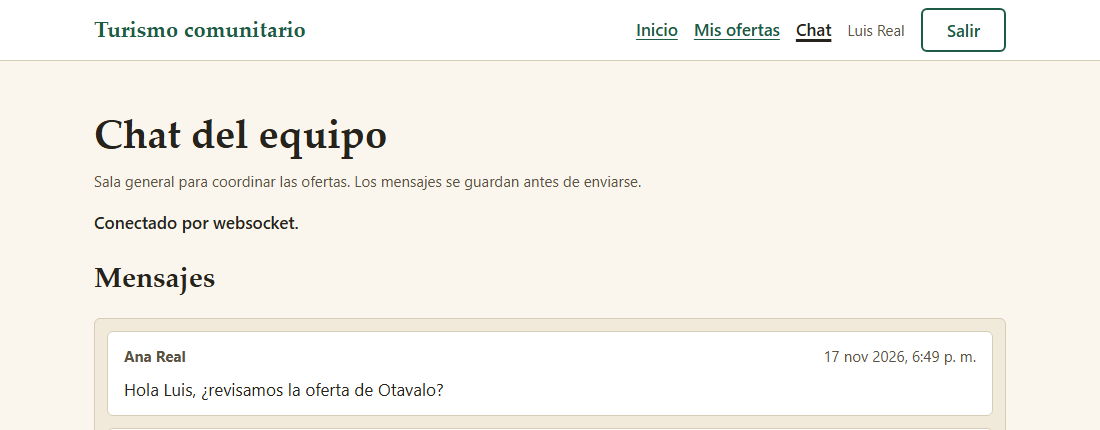 Turismo comunitario
Inicio Mis ofertas Chat Luis Real Salir
Chat del equipo
Sala general para coordinar las ofertas. Los mensajes se guardan antes de enviarse.
Conectado por websocket.
Mensajes
Ana Real 17 nov 2026, 6:49 p. m.
Hola Luis, ¿revisamos la oferta de Otavalo?